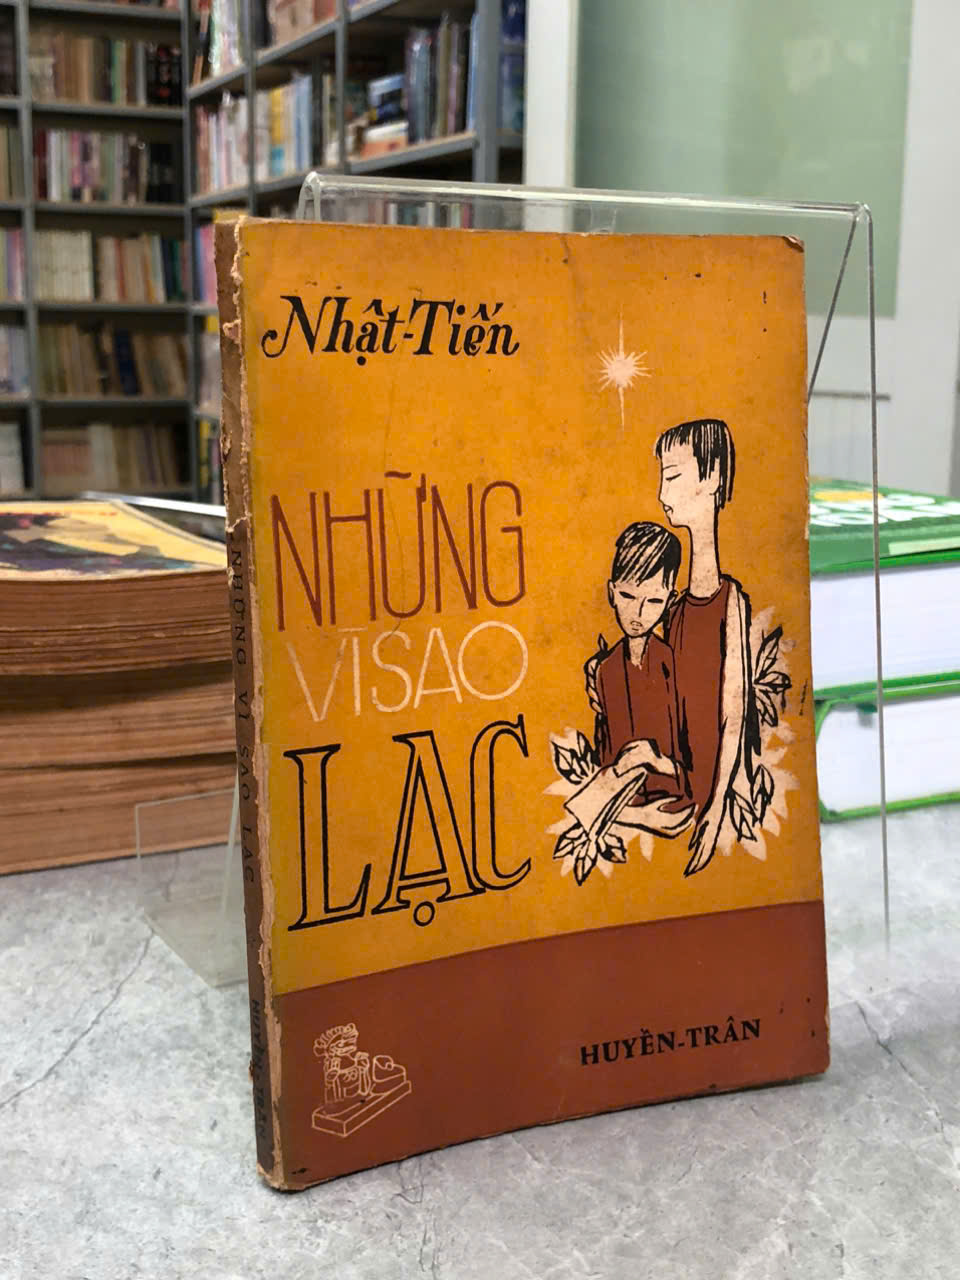 Nhật-Tiến
NHỮNG
VÌ SAO
LẠC
HUYỀN-TRÂN
NHỮNG VÌ SAO LẠC